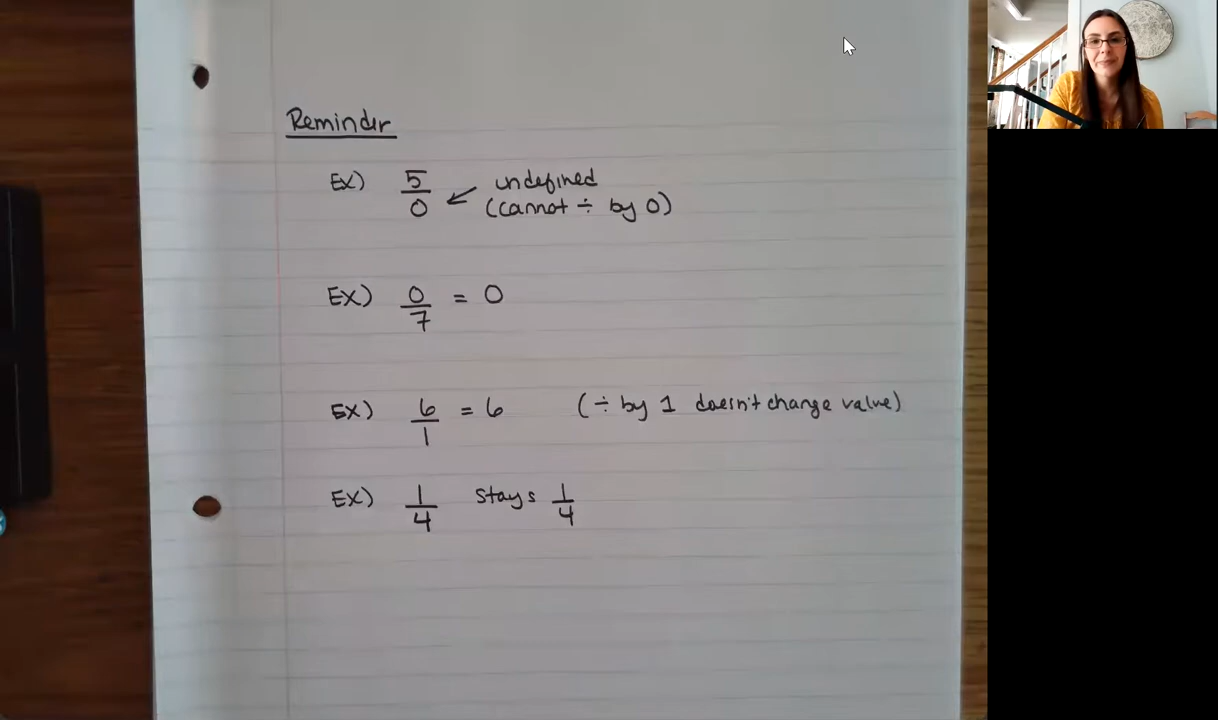 Reminder
Ex) 5/0 ← undefined
(cannot ÷ by 0)
Ex) 0/7 = 0
Ex) 6/1 = 6 (÷ by 1 doesn't change value)
Ex) 1/4 stays 1/4